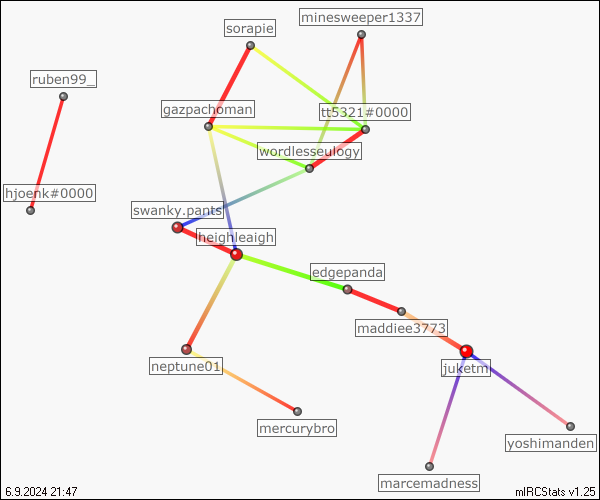 minesweeper1337
sorapie
ruben99_
gazpachoman
tt5321#0000
wordlesseulogy
hjoenk#0000
swanky.pants
heighleaigh
edgepanda
maddiee3773
neptune01
juketm
mercurybro
yoshimanden
marcemadness
6.9.2024 21:47
mIRCStats v1.25